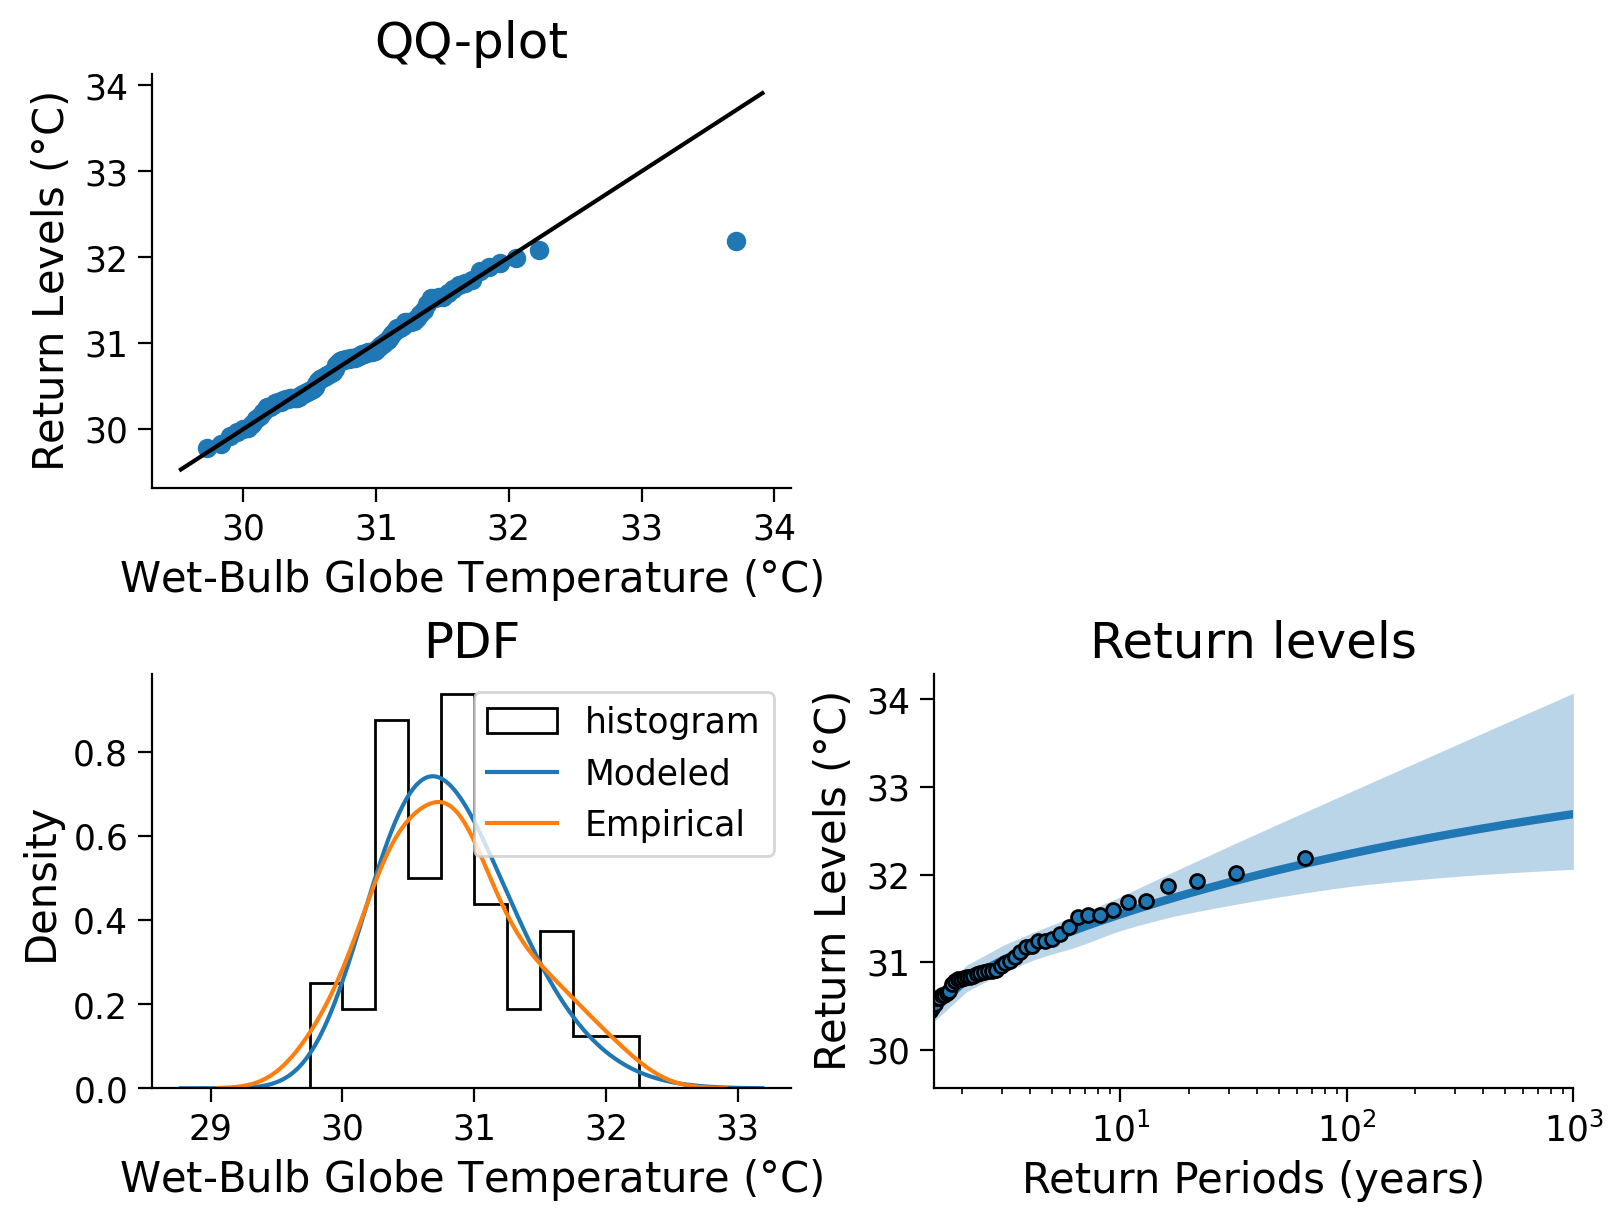 QQ-plot
Return Levels (°C)
34
33
32
31
30
30 31 32 33 34
Wet-Bulb Globe Temperature (°C)
PDF
Density
0.8
0.6
0.4
0.2
0.0
histogram
Modeled
Empirical
29 30 31 32 33
Wet-Bulb Globe Temperature (°C)
Return levels
Return Levels (°C)
34
33
32
31
30
10¹ 10² 10³
Return Periods (years)